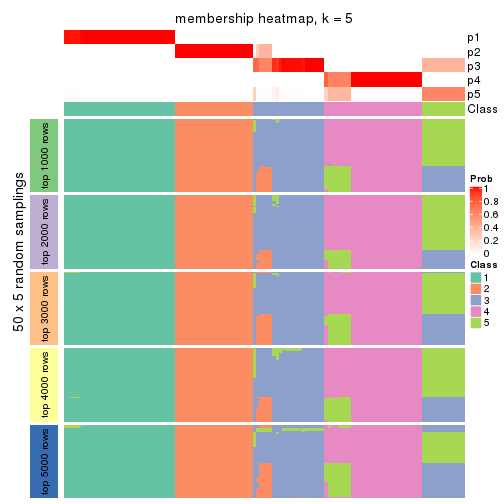 membership heatmap, k = 5
p1
p2
p3
p4
p5
Class
50 x 5 random samplings
top 1000 rows
top 2000 rows
top 3000 rows
top 4000 rows
top 5000 rows
Prob
1
0.8
0.6
0.4
0.2
0
Class
1
2
3
4
5